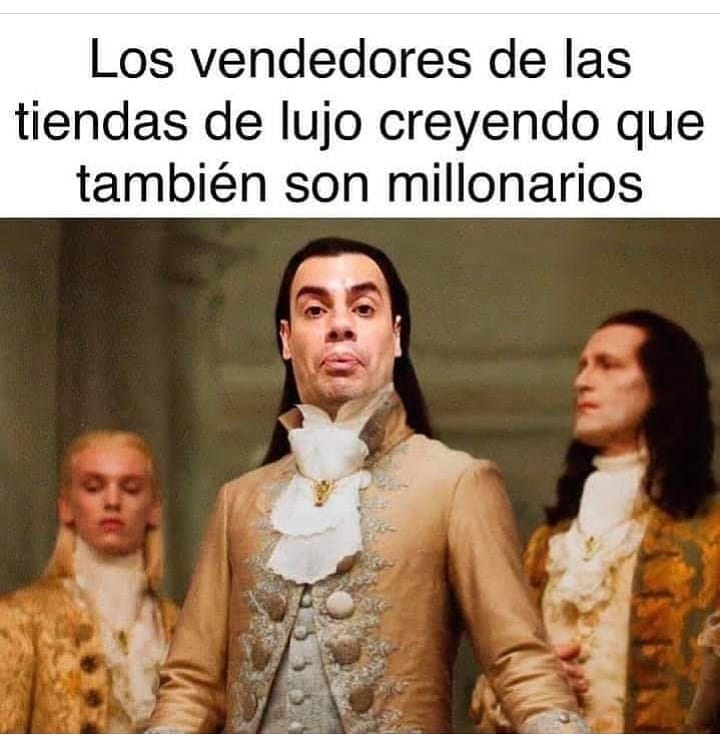 Los vendedores de las
tiendas de lujo creyendo que
también son millonarios